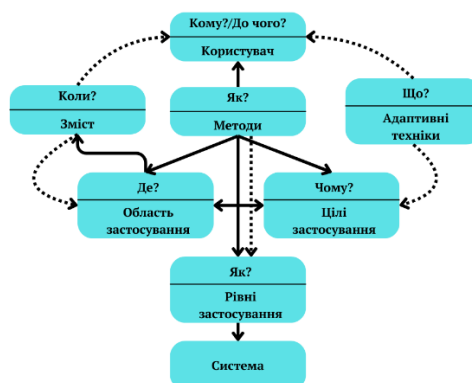 Кому?/До чого?
Користувач
Коли?
Зміст
Як?
Методи
Що?
Адаптивні
техніки
Де?
Область
застосування
Чому?
Цілі
застосування
Як?
Рівні
застосування
Система